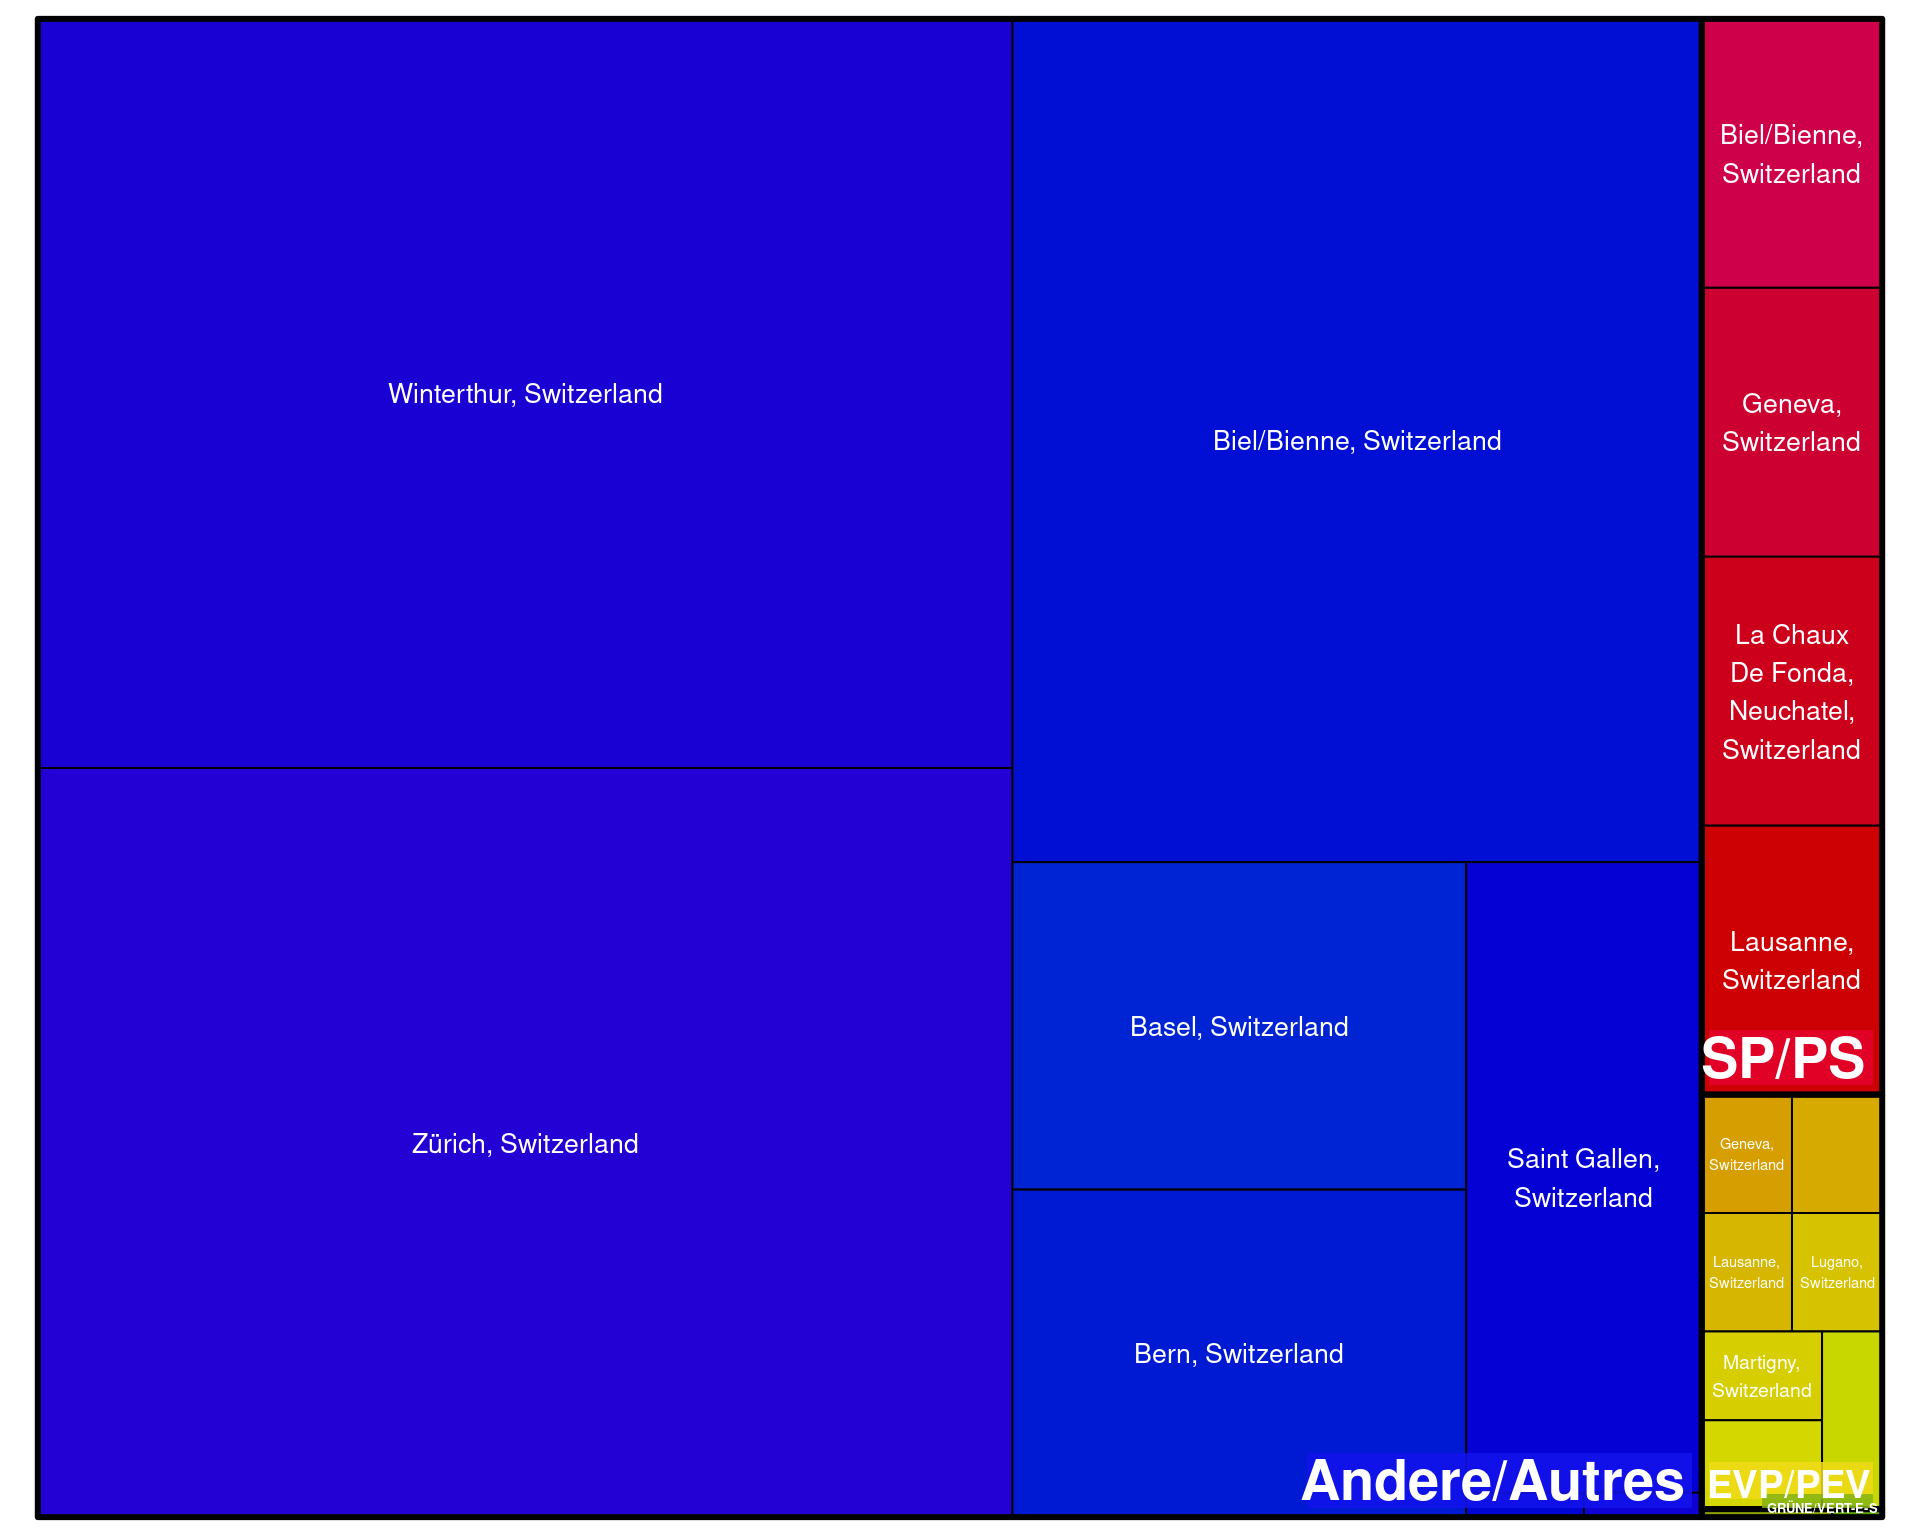 Winterthur, Switzerland
Zürich, Switzerland
Biel/Bienne, Switzerland
Basel, Switzerland
Bern, Switzerland
Saint Gallen,
Switzerland
Andere/Autres
Biel/Bienne,
Switzerland
Geneva,
Switzerland
La Chaux
De Fonda,
Neuchatel,
Switzerland
Lausanne,
Switzerland
SP/PS
Geneva,
Switzerland
Lausanne,
Switzerland
Lugano,
Switzerland
Martigny,
Switzerland
EVP/PEV
GRÜNE/VERT-E-S